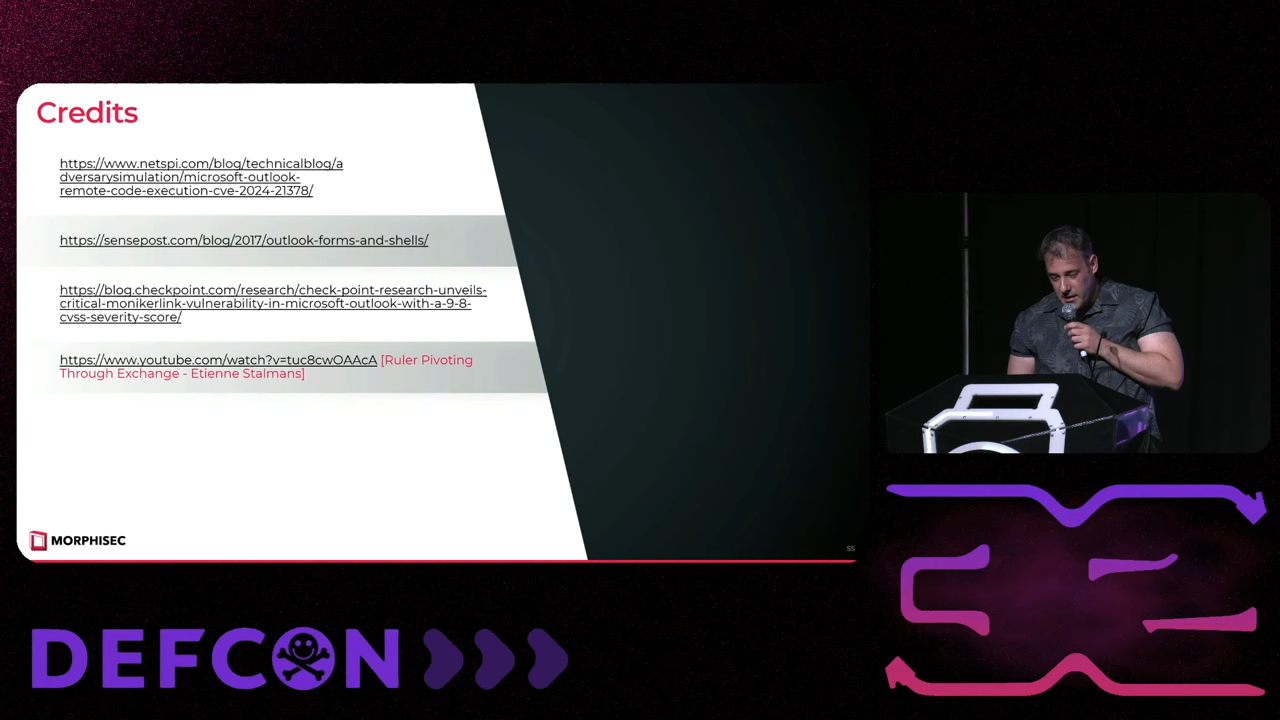 Credits
https://www.netspi.com/blog/technicalblog/a
dversarysimulation/microsoft-outlook-
remote-code-execution-cve-2024-21378/
https://sensepost.com/blog/2017/outlook-forms-and-shells/
https://blog.checkpoint.com/research/check-point-research-unveils-
critical-monikerlink-vulnerability-in-microsoft-outlook-with-a-9-8-
cvss-severity-score/
https://www.youtube.com/watch?v=tuc8cwOAAcA [Ruler Pivoting
Through Exchange - Etienne Stalmans]
MORPHISEC
55
DEFCON